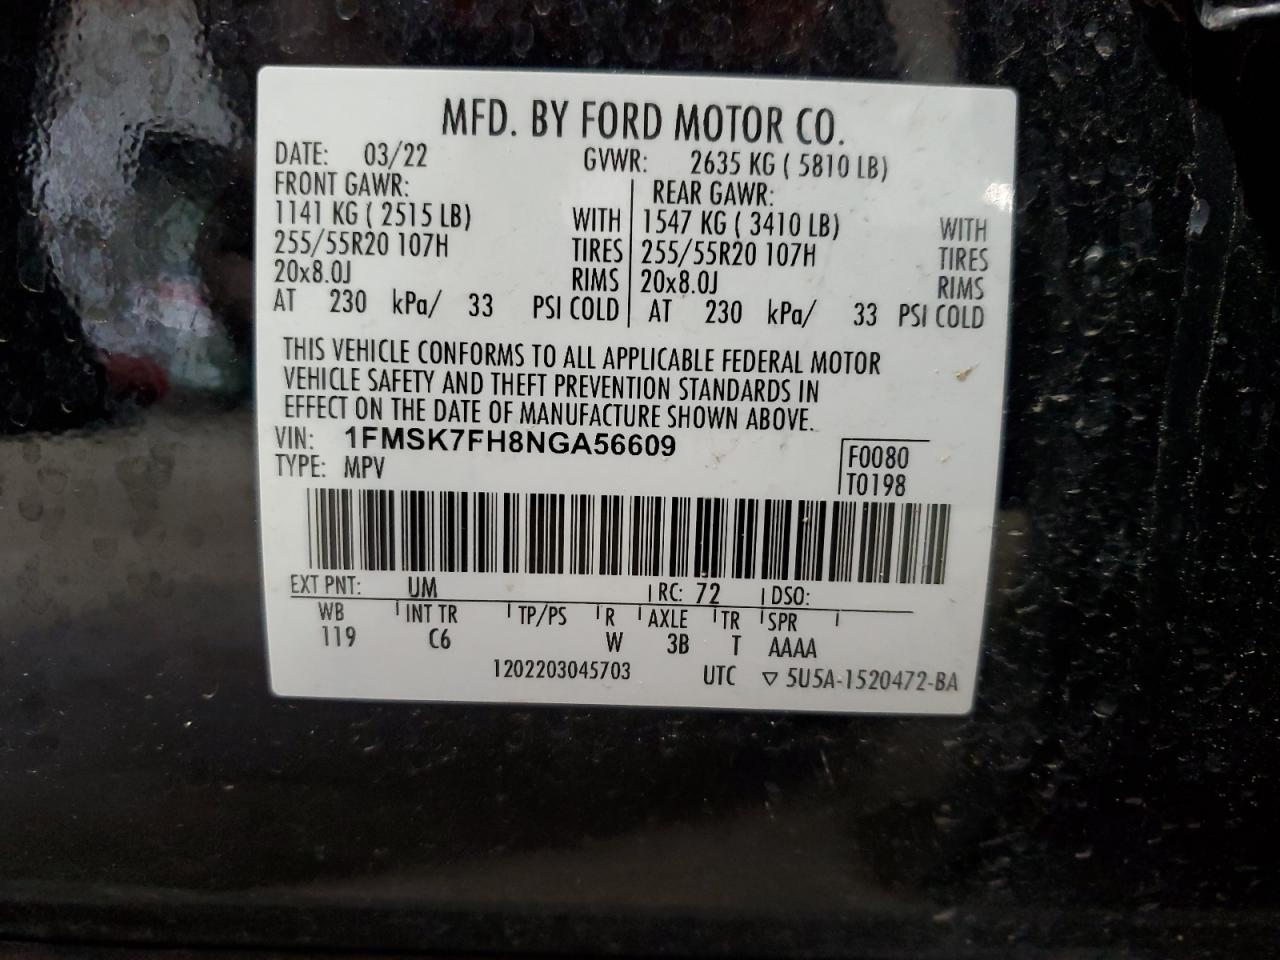 MFD. BY FORD MOTOR CO.
DATE: 03/22 GVWR: 2635 KG ( 5810 LB)
FRONT GAWR: REAR GAWR:
1141 KG ( 2515 LB) WITH 1547 KG ( 3410 LB) WITH
255/55R20 107H TIRES 255/55R20 107H TIRES
20x8.0J RIMS 20x8.0J RIMS
AT 230 kPa/ 33 PSI COLD AT 230 kPa/ 33 PSI COLD
THIS VEHICLE CONFORMS TO ALL APPLICABLE FEDERAL MOTOR
VEHICLE SAFETY AND THEFT PREVENTION STANDARDS IN
EFFECT ON THE DATE OF MANUFACTURE SHOWN ABOVE.
VIN: 1FMSK7FH8NGA56609
TYPE: MPV
F0080
T0198
EXT PNT: UM RC: 72 DSO:
WB INT TR TP/PS R AXLE TR SPR
119 C6 W 3B T AAAA
1202203045703 UTC ▽ 5U5A-1520472-BA